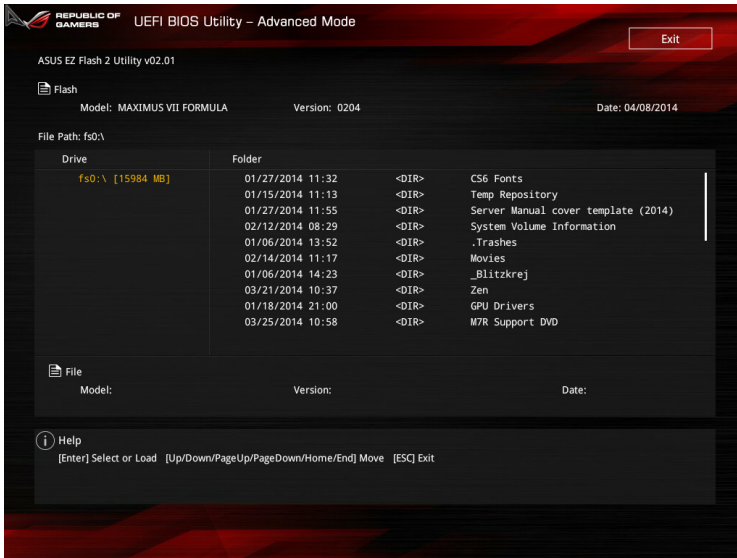 REPUBLIC OF
GAMERS
UEFI BIOS Utility – Advanced Mode
Exit
ASUS EZ Flash 2 Utility v02.01
Flash
Model: MAXIMUS VII FORMULA Version: 0204 Date: 04/08/2014
File Path: fs0:\
Drive Folder
fs0:\ [15984 MB] 01/27/2014 11:32 <DIR> CS6 Fonts
01/15/2014 11:13 <DIR> Temp Repository
01/27/2014 11:55 <DIR> Server Manual cover template (2014)
02/12/2014 08:29 <DIR> System Volume Information
01/06/2014 13:52 <DIR> .Trashes
02/14/2014 11:17 <DIR> Movies
01/06/2014 14:23 <DIR> _Blitzkrej
03/21/2014 10:37 <DIR> Zen
01/18/2014 21:00 <DIR> GPU Drivers
03/25/2014 10:58 <DIR> M7R Support DVD
File
Model: Version: Date:
Help
[Enter] Select or Load [Up/Down/PageUp/PageDown/Home/End] Move [ESC] Exit